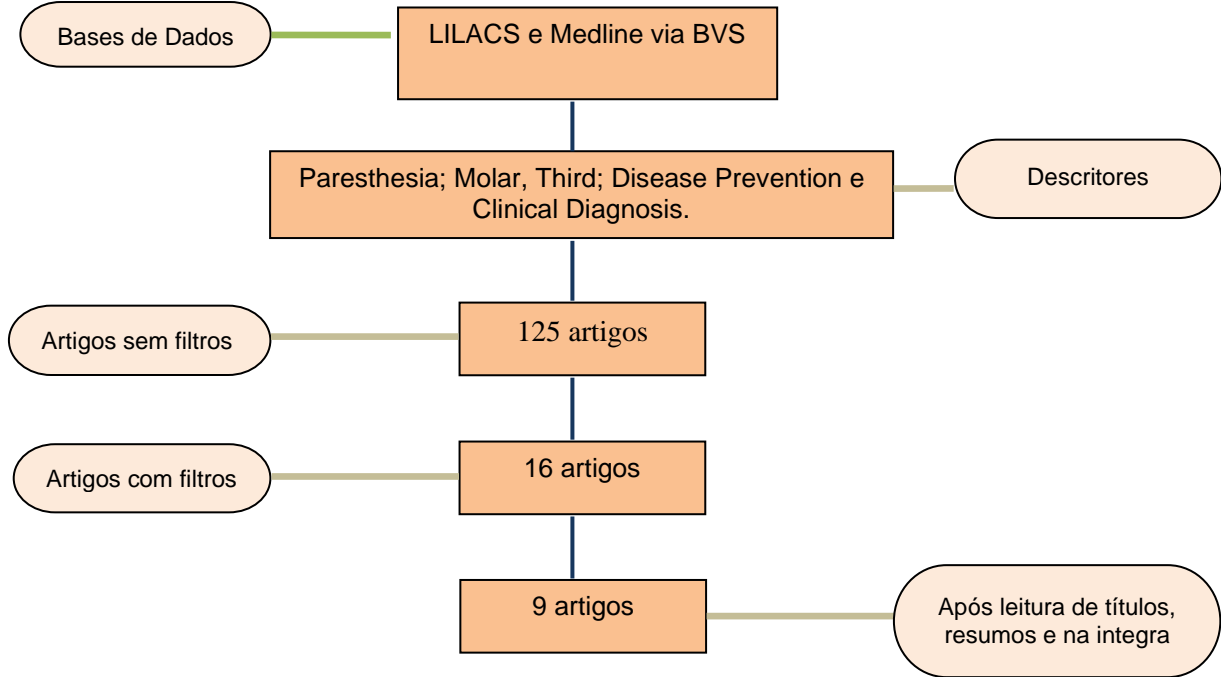 Bases de Dados
LILACS e Medline via BVS
Paresthesia; Molar, Third; Disease Prevention e
Clinical Diagnosis.
Descritores
Artigos sem filtros
125 artigos
Artigos com filtros
16 artigos
9 artigos
Após leitura de títulos,
resumos e na integra